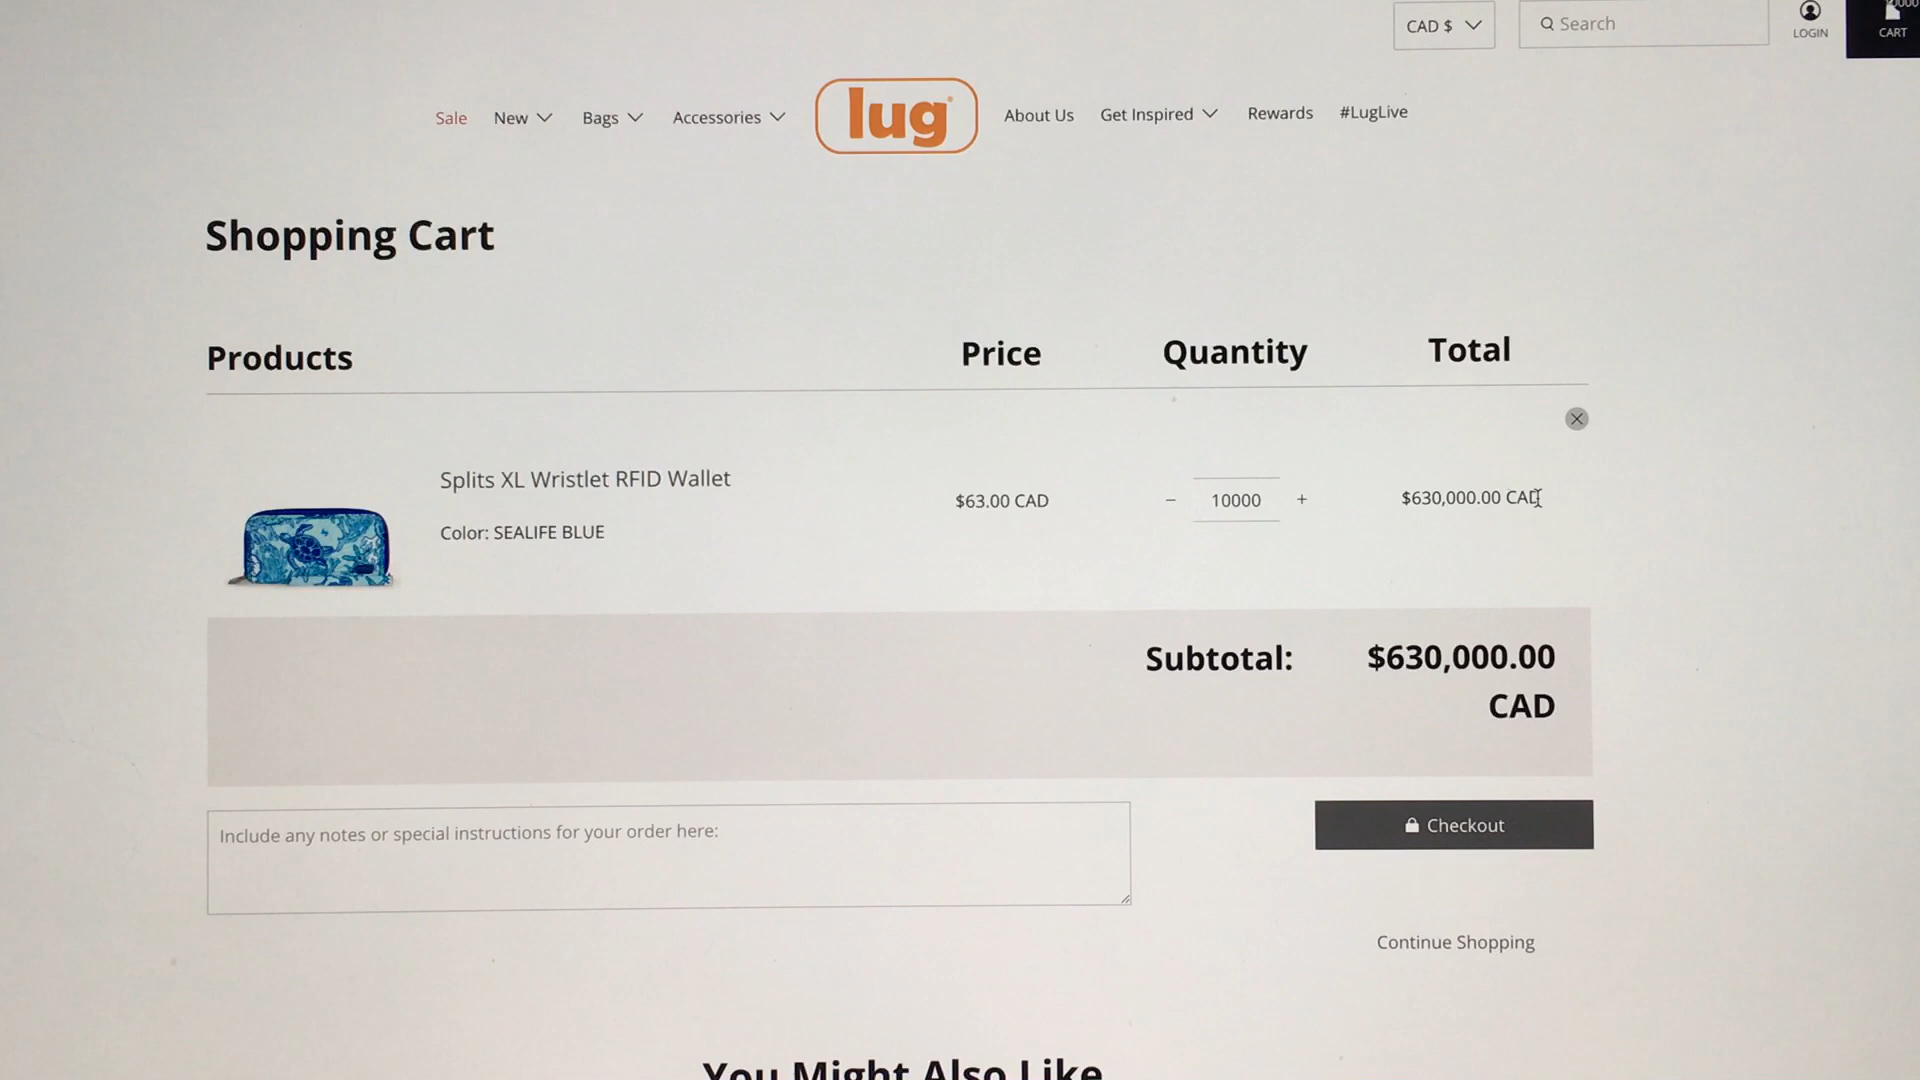 CAD $
Search
LOGIN
CART
Sale New Bags Accessories lug About Us Get Inspired Rewards #LugLive
Shopping Cart
Products Price Quantity Total
Splits XL Wristlet RFID Wallet
$63.00 CAD − 10000 + $630,000.00 CAD
Color: SEALIFE BLUE
Subtotal: $630,000.00
CAD
Include any notes or special instructions for your order here:
Checkout
Continue Shopping
You Might Also Like